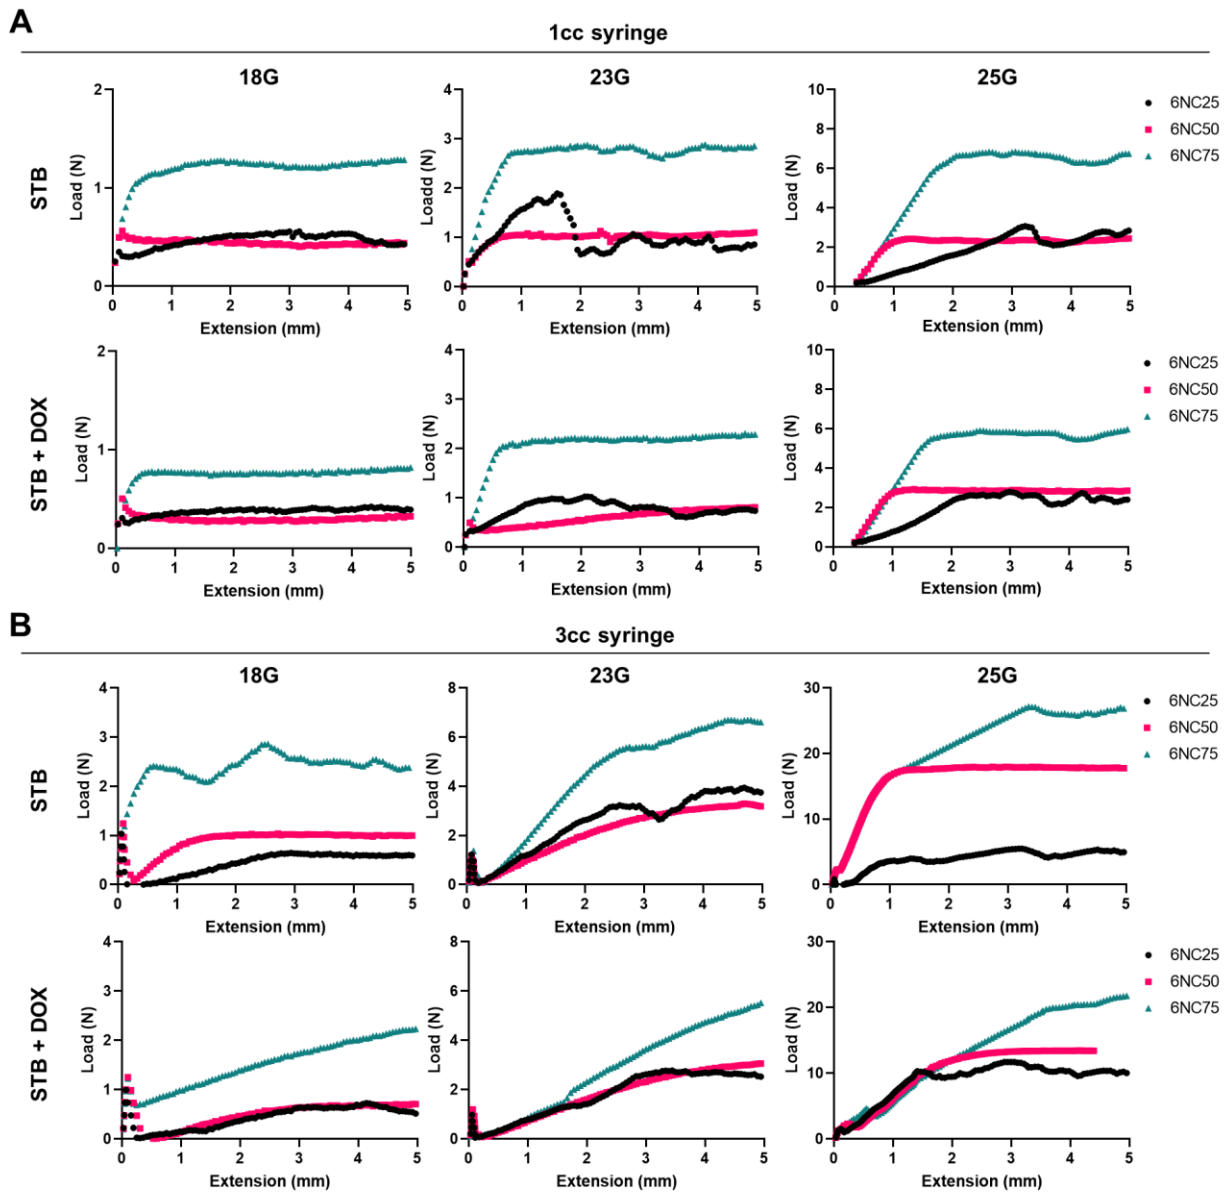 A
1cc syringe
18G 23G 25G
STB
Load (N)
2
1
0
0 1 2 3 4 5
Extension (mm)
Loadd (N)
4
3
2
1
0
0 1 2 3 4 5
Extension (mm)
Load (N)
10
8
6
4
2
0
0 1 2 3 4 5
Extension (mm)
6NC25
6NC50
6NC75
STB + DOX
Load (N)
2
1
0
0 1 2 3 4 5
Extension (mm)
Load (N)
4
3
2
1
0
0 1 2 3 4 5
Extension (mm)
Load (N)
10
8
6
4
2
0
0 1 2 3 4 5
Extension (mm)
6NC25
6NC50
6NC75
B
3cc syringe
18G 23G 25G
STB
Load (N)
4
3
2
1
0
0 1 2 3 4 5
Extension (mm)
Load (N)
8
6
4
2
0
0 1 2 3 4 5
Extension (mm)
Load (N)
30
20
10
0
0 1 2 3 4 5
Extension (mm)
6NC25
6NC50
6NC75
STB + DOX
Load (N)
4
3
2
1
0
0 1 2 3 4 5
Extension (mm)
Load (N)
8
6
4
2
0
0 1 2 3 4 5
Extension (mm)
Load (N)
30
20
10
0
0 1 2 3 4 5
Extension (mm)
6NC25
6NC50
6NC75